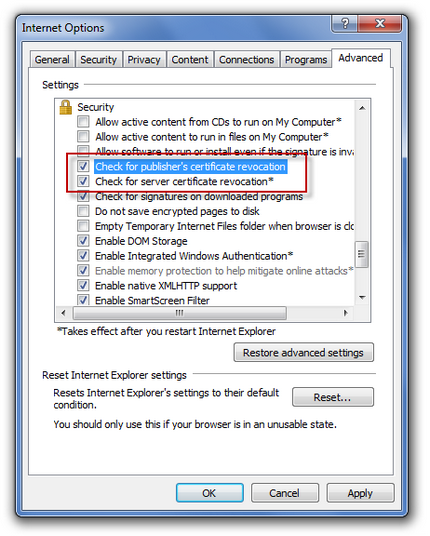 Internet Options
?
General Security Privacy Content Connections Programs Advanced
Settings
Security
Allow active content from CDs to run on My Computer*
Allow active content to run in files on My Computer*
Allow software to run or install even if the signature is inva
Check for publisher's certificate revocation
Check for server certificate revocation*
Check for signatures on downloaded programs
Do not save encrypted pages to disk
Empty Temporary Internet Files folder when browser is clo
Enable DOM Storage
Enable Integrated Windows Authentication*
Enable memory protection to help mitigate online attacks*
Enable native XMLHTTP support
Enable SmartScreen Filter
*Takes effect after you restart Internet Explorer
Restore advanced settings
Reset Internet Explorer settings
Resets Internet Explorer's settings to their default
condition.
Reset...
You should only use this if your browser is in an unusable state.
OK Cancel Apply